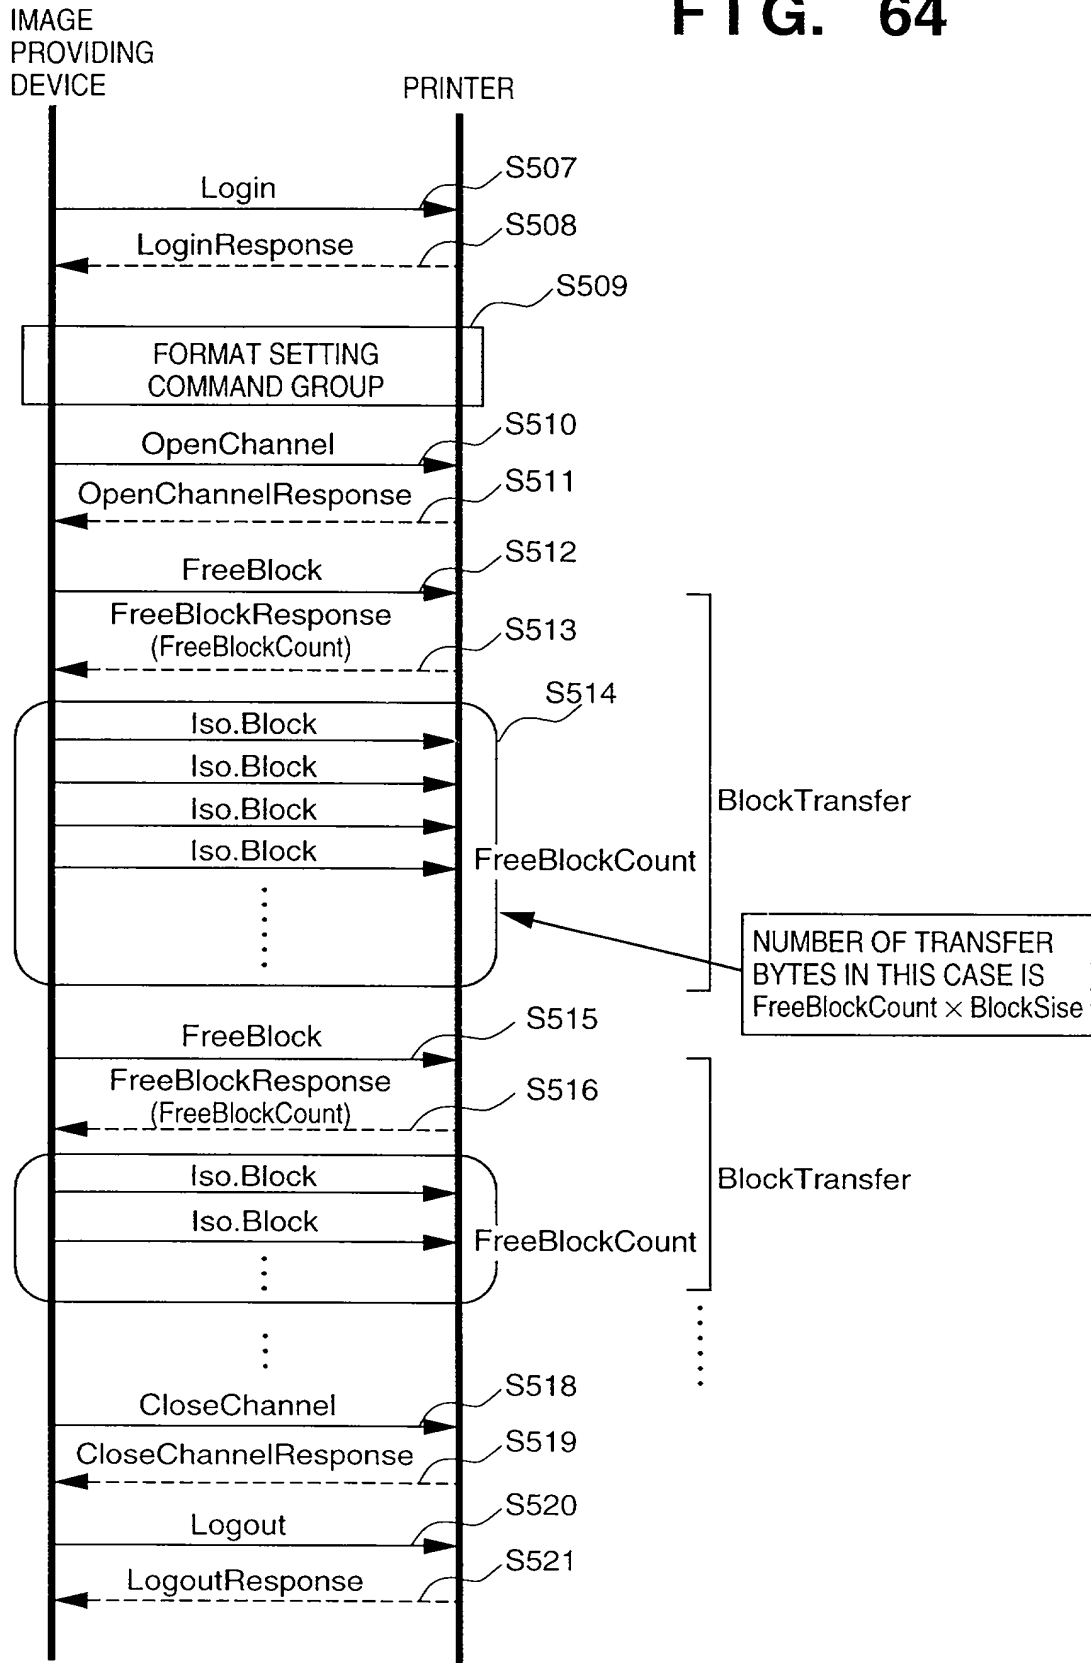 FIG. 64
IMAGE
PROVIDING
DEVICE
PRINTER
Login
S507
LoginResponse
S508
S509
FORMAT SETTING
COMMAND GROUP
OpenChannel
S510
OpenChannelResponse
S511
FreeBlock
S512
FreeBlockResponse
(FreeBlockCount)
S513
S514
Iso.Block
Iso.Block
Iso.Block
Iso.Block
FreeBlockCount
BlockTransfer
NUMBER OF TRANSFER
BYTES IN THIS CASE IS
FreeBlockCount × BlockSise
FreeBlock
S515
FreeBlockResponse
(FreeBlockCount)
S516
Iso.Block
Iso.Block
FreeBlockCount
BlockTransfer
CloseChannel
S518
CloseChannelResponse
S519
Logout
S520
LogoutResponse
S521